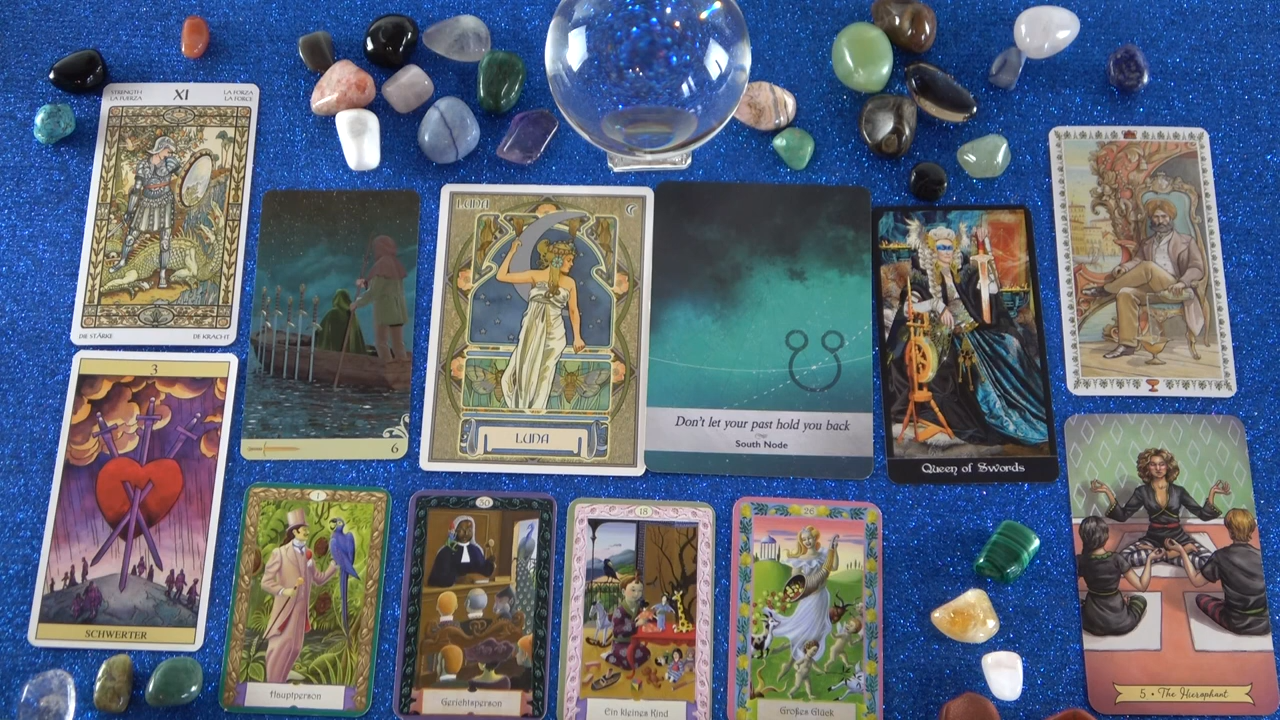 STRENGTH
LA FUERZA
XI
LA FORZA
LA FORCE
DIE STÄRKE
DE KRACHT
6
LUNA
LUNA
Don't let your past hold you back
South Node
Queen of Swords
3
SCHWERTER
1
Hauptperson
30
Gerichtsperson
18
Ein kleines Kind
26
Großes Glück
5 • The Hierophant